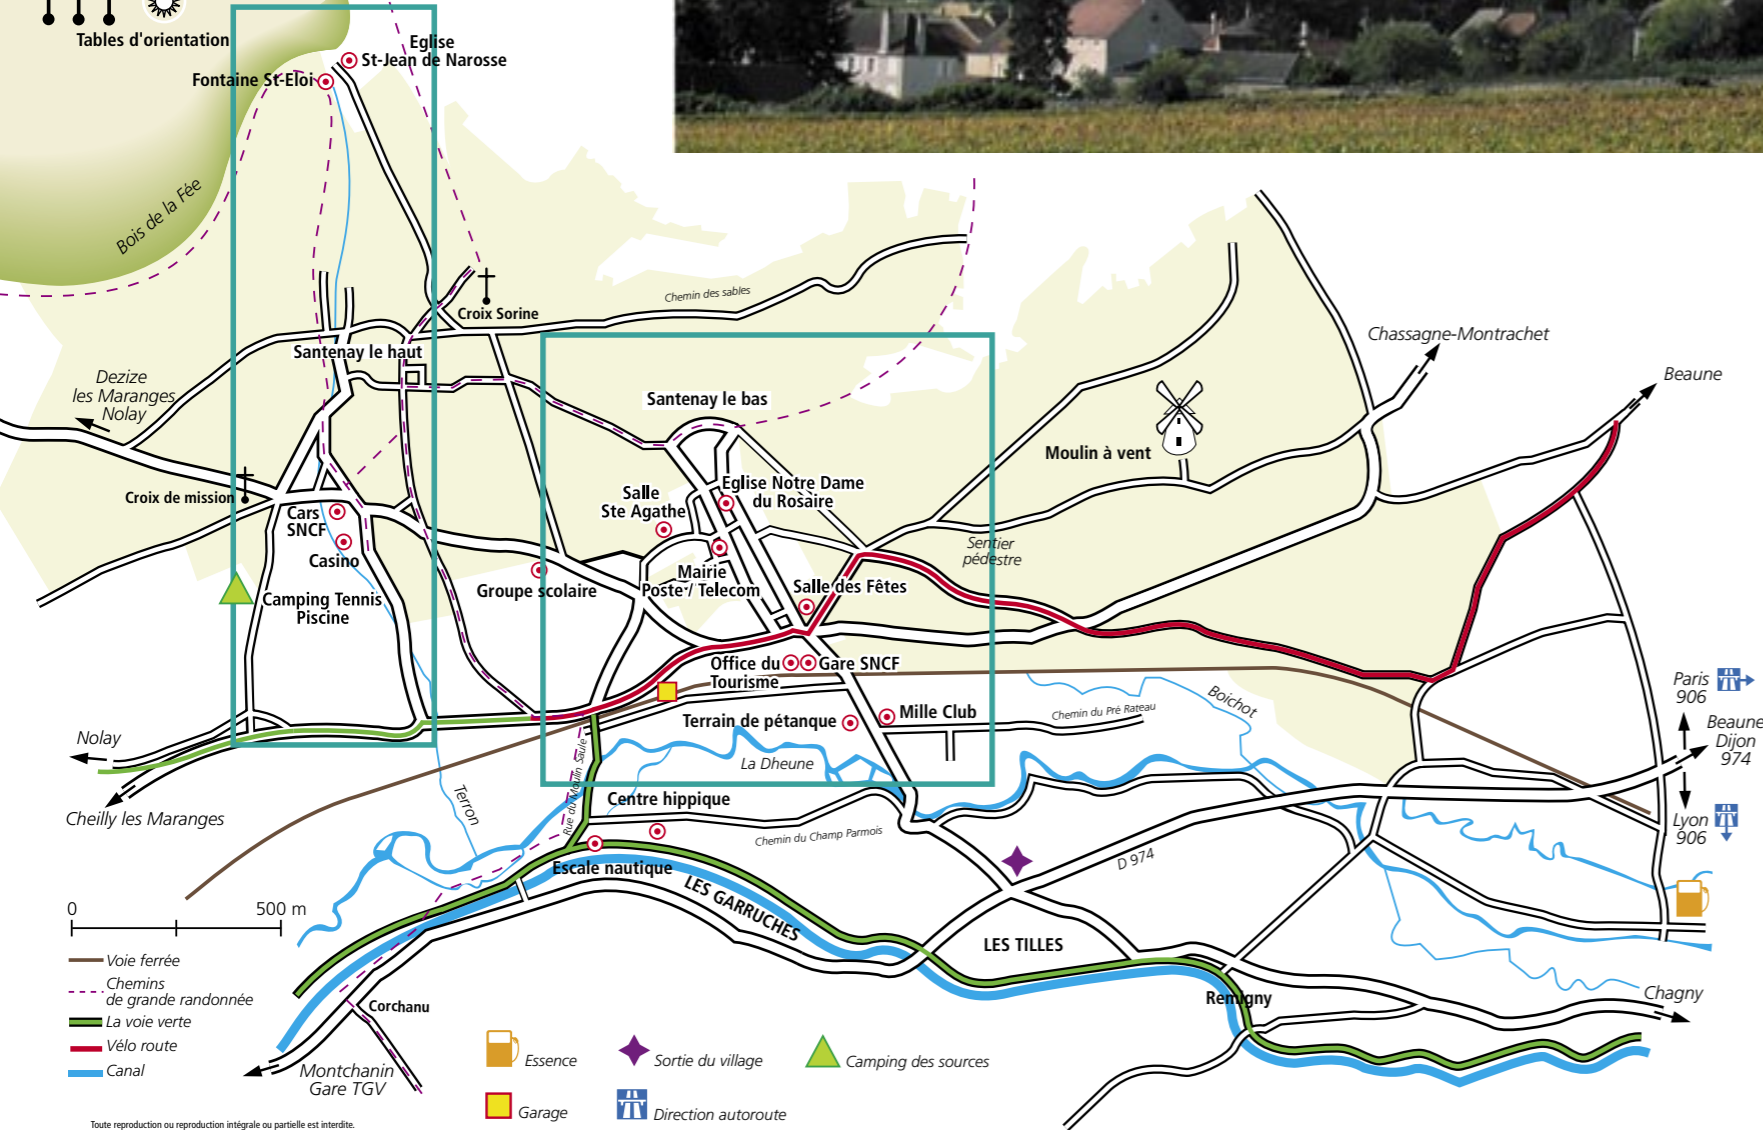 Tables d'orientation
Eglise
St-Jean de Narosse
Fontaine St-Eloi
Bois de la Fée
Croix Sorine
Chemin des sables
Santenay le haut
Dezize
les Maranges
Nolay
Chassagne-Montrachet
Beaune
Santenay le bas
Moulin à vent
Croix de mission
Cars
SNCF
Casino
Salle
Ste Agathe
Eglise Notre Dame
du Rosaire
Sentier
pédestre
Groupe scolaire
Mairie
Poste / Telecom
Salle des Fêtes
Camping Tennis
Piscine
Office du
Tourisme
Gare SNCF
Terrain de pétanque
Mille Club
Chemin du Pré Rateau
Boichot
Paris
906
Beaune
Dijon
974
Lyon
906
Nolay
Cheilly les Maranges
Terron
Rue du Moulin Saule
La Dheune
Centre hippique
Chemin du Champ Parmois
Escale nautique
D 974
LES GARRUCHES
LES TILLES
Remigny
Chagny
0 500 m
Voie ferrée
Chemins
de grande randonnée
La voie verte
Vélo route
Canal
Corchanu
Montchanin
Gare TGV
Essence
Sortie du village
Camping des sources
Garage
Direction autoroute
Toute reproduction ou reproduction intégrale ou partielle est interdite.